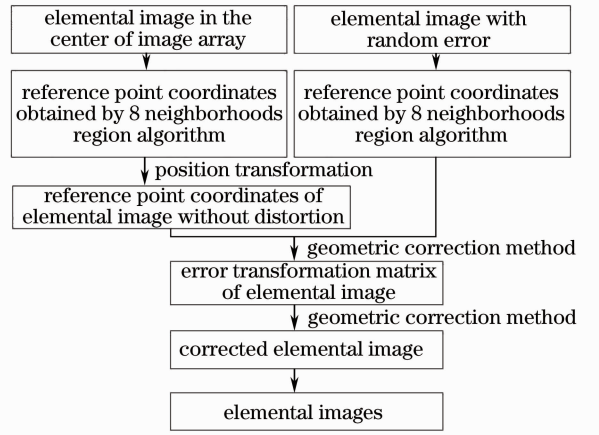 elemental image in the
center of image array
elemental image with
random error
reference point coordinates
obtained by 8 neighborhoods
region algorithm
reference point coordinates
obtained by 8 neighborhoods
region algorithm
position transformation
reference point coordinates of
elemental image without distortion
geometric correction method
error transformation matrix
of elemental image
geometric correction method
corrected elemental image
elemental images